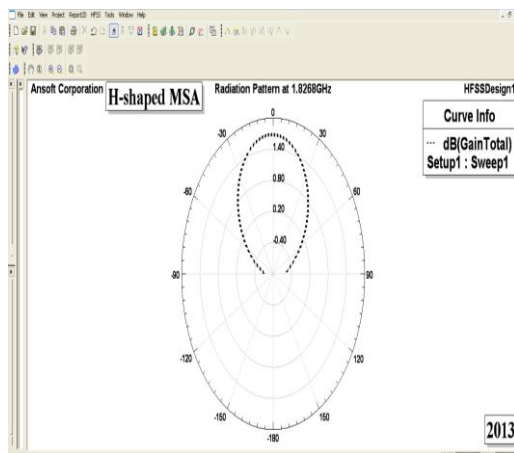 File Edit View Project Report2D HFSS Tools Window Help
Ansoft Corporation
H-shaped MSA
Radiation Pattern at 1.8268GHz
HFSSDesign1
Curve Info
dB(GainTotal)
Setup1 : Sweep1
0
-30
30
1.40
-60
0.80
60
0.20
-0.40
-90
90
-120
120
-150
150
-180
2013